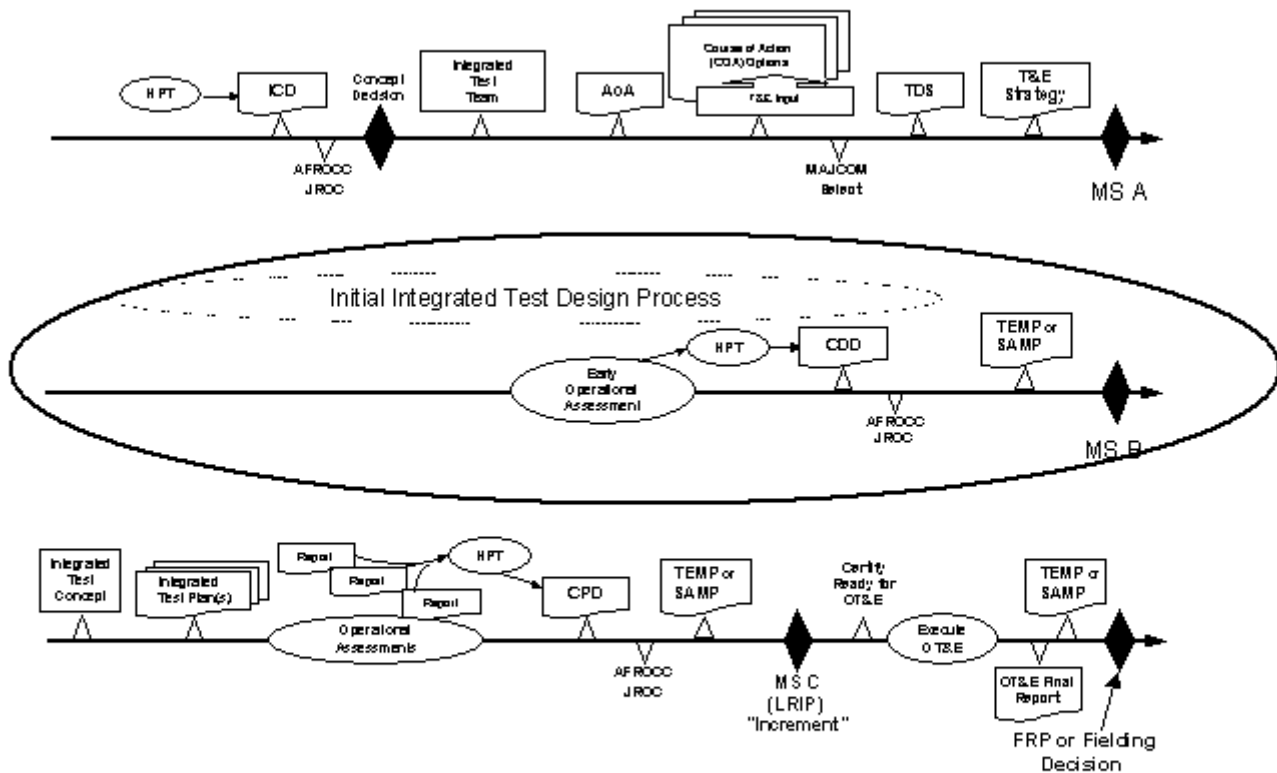 HPT
ICD
Concept
Decision
Integrated
Test
Team
AoA
Course of Action
(COA) Options
T&E Input
TDS
T&E
Strategy
AFROCC
JROC
MAJCOM
Select
MS A
Initial Integrated Test Design Process
Early
Operational
Assessment
HPT
CDD
TEMP or
SAMP
AFROCC
JROC
MS B
Integrated
Test
Concept
Integrated
Test Plan(s)
Report
Report
Report
HPT
Operational
Assessments
CPD
TEMP or
SAMP
AFROCC
JROC
MS C
(LRIP)
"Increment"
Certify
Ready for
OT&E
Execute
OT&E
TEMP or
SAMP
OT&E Final
Report
FRP or Fielding
Decision